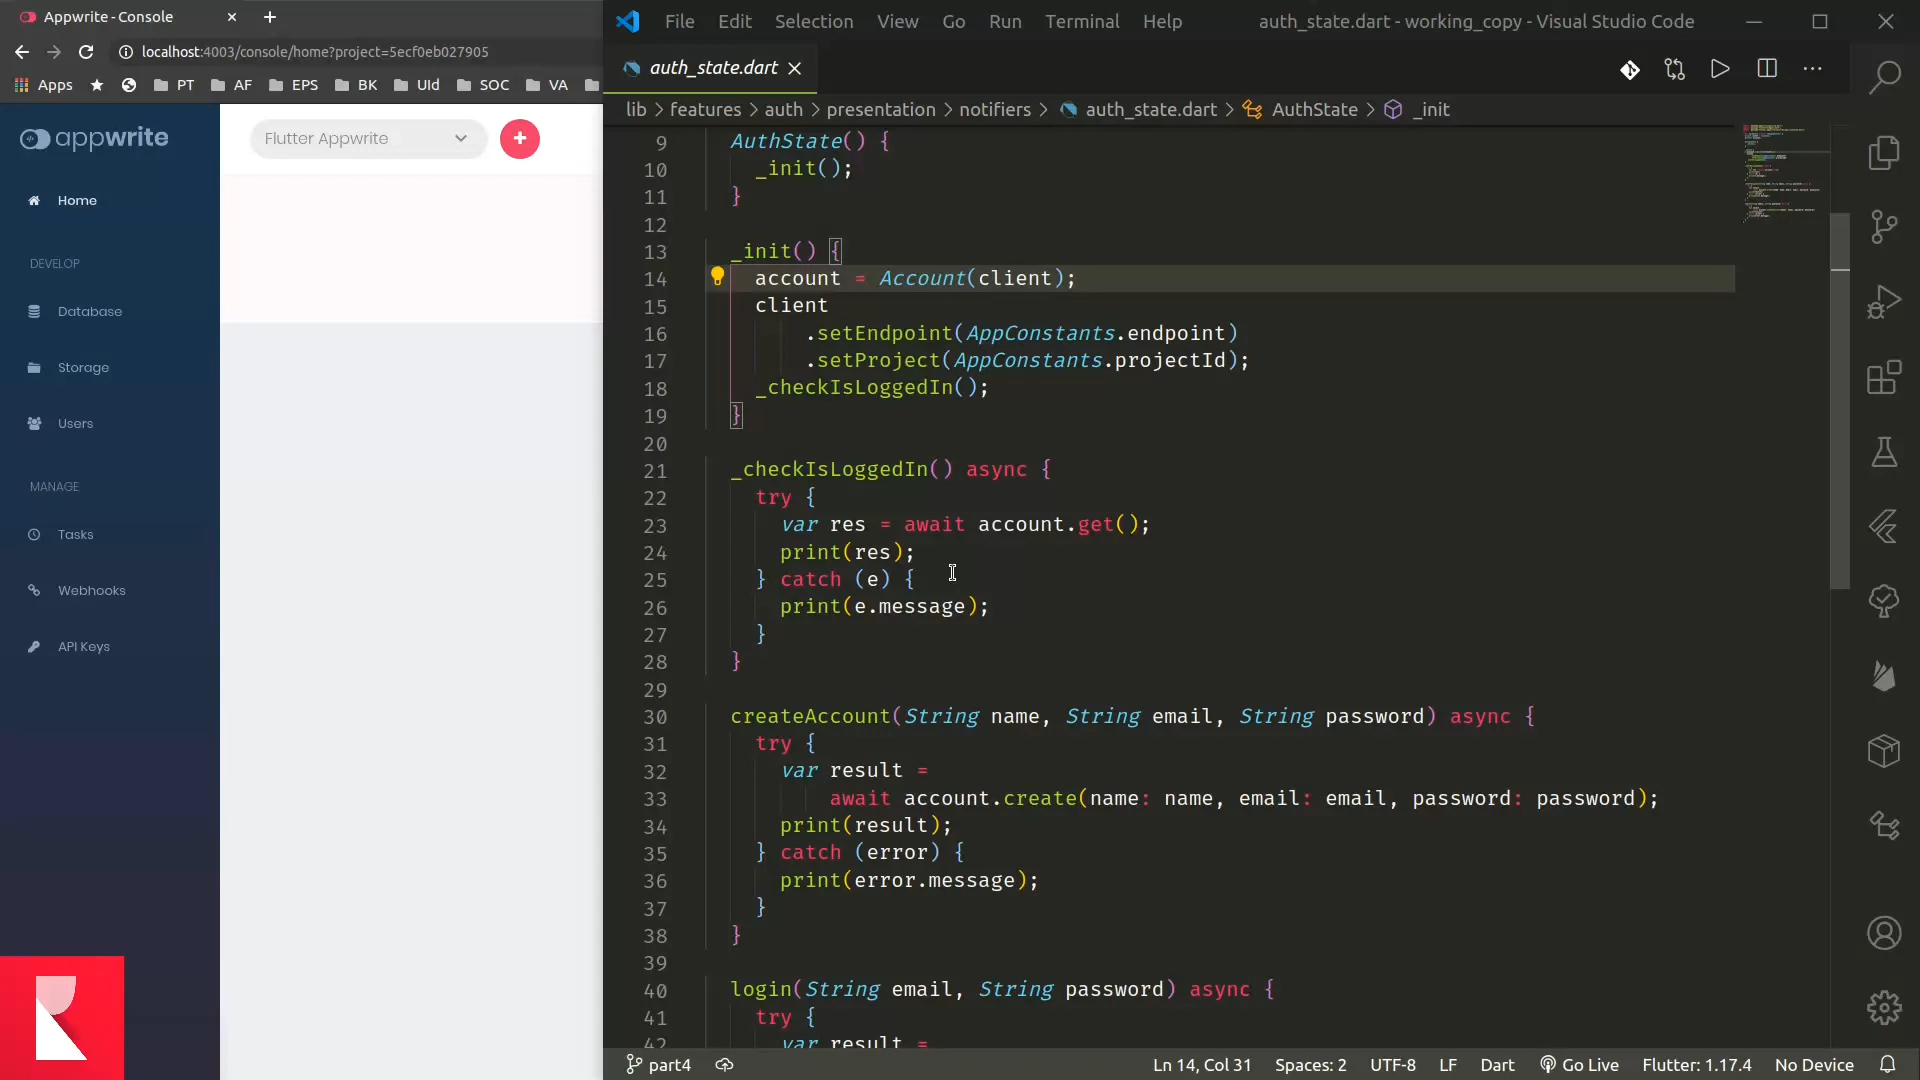 Appwrite - Console
localhost:4003/console/home?project=5ecf0eb027905
Apps PT AF EPS BK UId SOC VA
appwrite
Flutter Appwrite
Home
DEVELOP
Database
Storage
Users
MANAGE
Tasks
Webhooks
API Keys
File Edit Selection View Go Run Terminal Help auth_state.dart - working_copy - Visual Studio Code
auth_state.dart
lib > features > auth > presentation > notifiers > auth_state.dart > AuthState > _init
9 AuthState() {
10 _init();
11 }
12
13 _init() {
14 account = Account(client);
15 client
16 .setEndpoint(AppConstants.endpoint)
17 .setProject(AppConstants.projectId);
18 _checkIsLoggedIn();
19 }
20
21 _checkIsLoggedIn() async {
22 try {
23 var res = await account.get();
24 print(res);
25 } catch (e) {
26 print(e.message);
27 }
28 }
29
30 createAccount(String name, String email, String password) async {
31 try {
32 var result =
33 await account.create(name: name, email: email, password: password);
34 print(result);
35 } catch (error) {
36 print(error.message);
37 }
38 }
39
40 login(String email, String password) async {
41 try {
42 var result =
part4 Ln 14, Col 31 Spaces: 2 UTF-8 LF Dart Go Live Flutter: 1.17.4 No Device